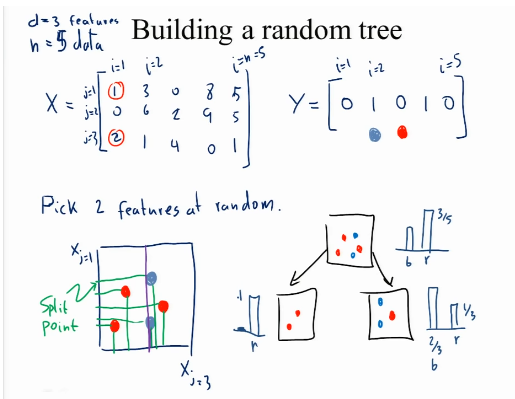 d=3 features
n=5 data
Building a random tree
i=1 i=2 i=n=5
X = j=1 1 3 0 8 5
j=2 0 6 2 9 5
j=3 2 1 4 0 1
i=1 i=2 i=5
Y = [ 0 1 0 1 0 ]
Pick 2 features at random.
X j=1
Split
point
X j=3
3/5
b r
1
r
2/3
b
1/3
r